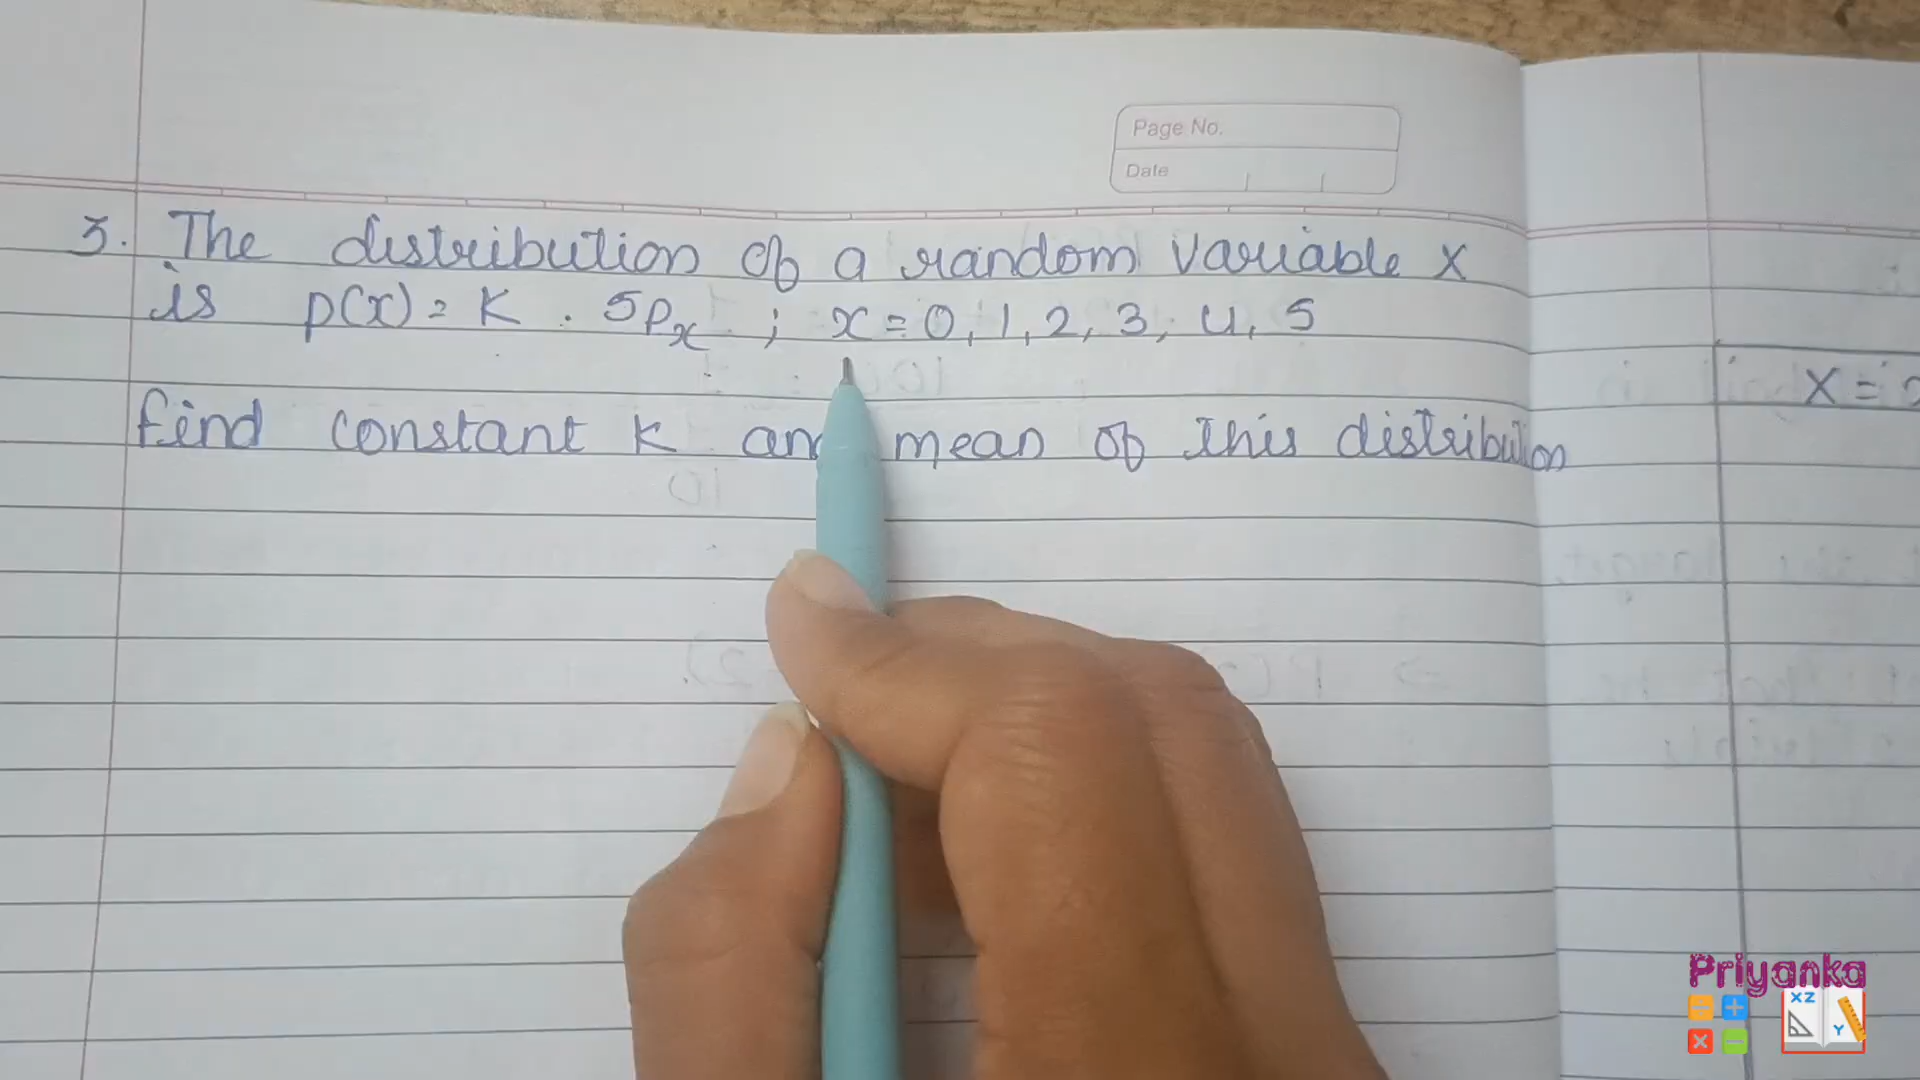 Page No.
Date
3. The distribution of a random variable X
is p(x) = K . 5Px ; x = 0, 1, 2, 3, 4, 5
find constant K and mean of this distribution
X =
Priyanka
XZ
Y